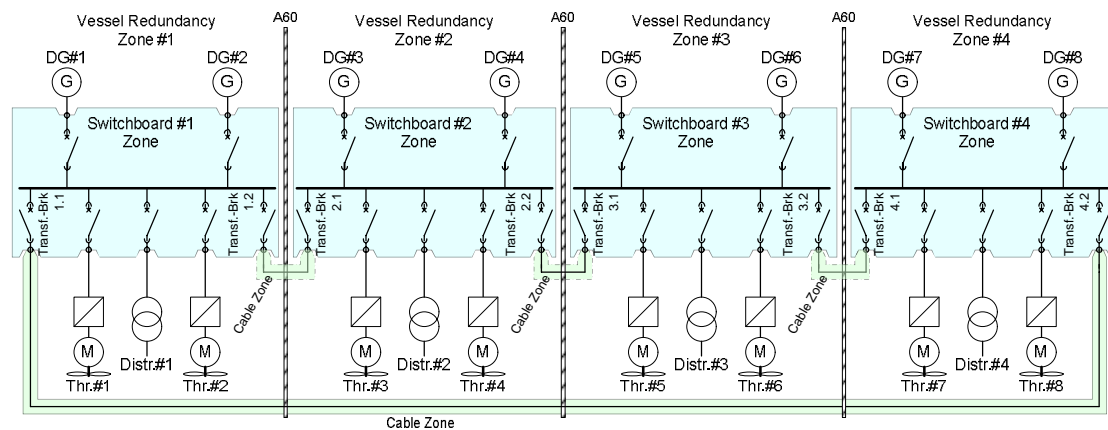 Vessel Redundancy
Zone #1
A60
Vessel Redundancy
Zone #2
A60
Vessel Redundancy
Zone #3
A60
Vessel Redundancy
Zone #4
DG#1
DG#2
DG#3
DG#4
DG#5
DG#6
DG#7
DG#8
G
G
G
G
G
G
G
G
Switchboard #1
Zone
Switchboard #2
Zone
Switchboard #3
Zone
Switchboard #4
Zone
Transf.-Brk
1.1
Transf.-Brk
1.2
Transf.-Brk
2.1
Transf.-Brk
2.2
Transf.-Brk
3.1
Transf.-Brk
3.2
Transf.-Brk
4.1
Transf.-Brk
4.2
Cable Zone
Cable Zone
Cable Zone
M
M
M
M
M
M
M
M
Thr.#1
Distr.#1
Thr.#2
Thr.#3
Distr.#2
Thr.#4
Thr.#5
Distr.#3
Thr.#6
Thr.#7
Distr.#4
Thr.#8
Cable Zone